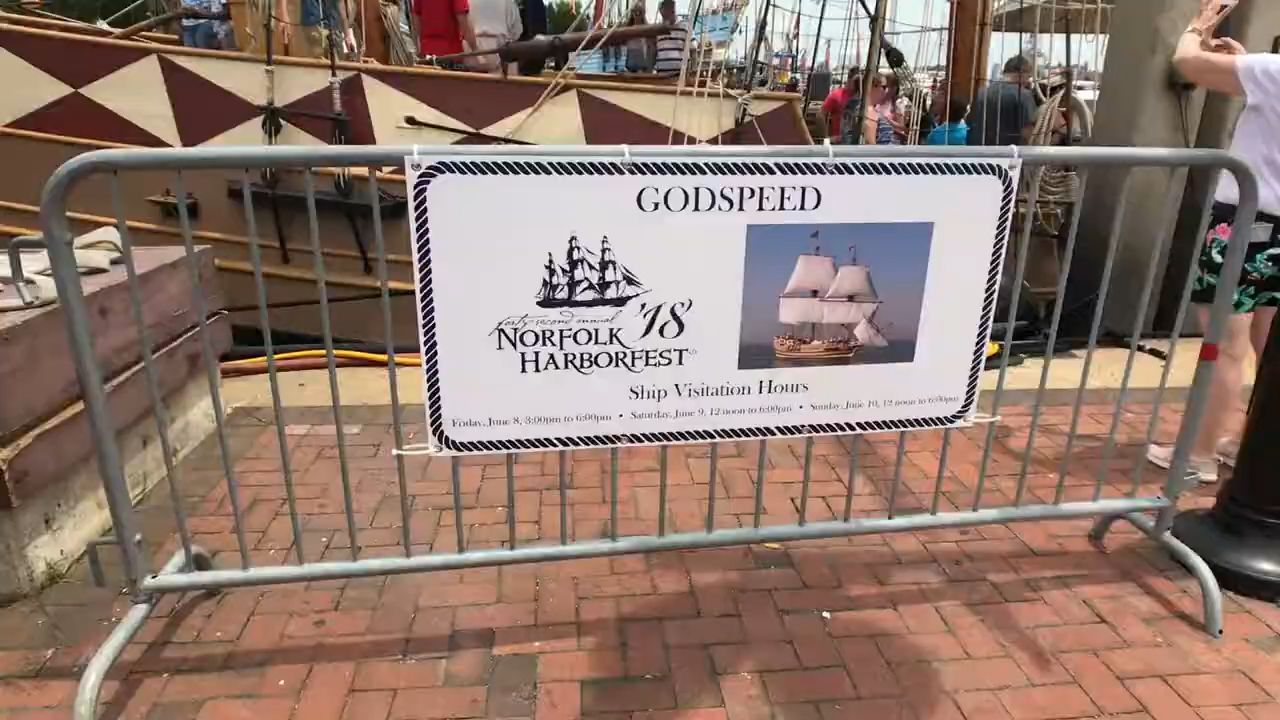 GODSPEED
forty-second annual '18
NORFOLK
HARBORFEST
Ship Visitation Hours
Friday, June 8, 3:00pm to 6:00pm • Saturday, June 9, 12 noon to 6:00pm • Sunday, June 10, 12 noon to 6:00pm